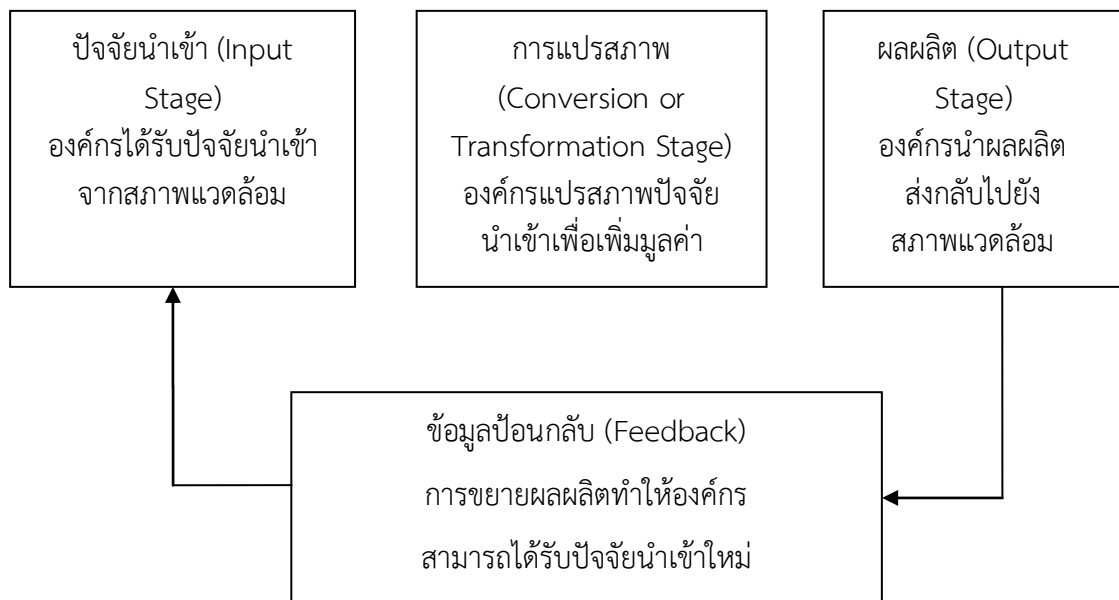 ปัจจัยนำเข้า (Input
Stage)
องค์กรได้รับปัจจัยนำเข้า
จากสภาพแวดล้อม
การแปรสภาพ
(Conversion or
Transformation Stage)
องค์กรแปรสภาพปัจจัย
นำเข้าเพื่อเพิ่มมูลค่า
ผลผลิต (Output
Stage)
องค์กรนำผลผลิต
ส่งกลับไปยัง
สภาพแวดล้อม
ข้อมูลป้อนกลับ (Feedback)
การขยายผลผลิตทำให้องค์กร
สามารถได้รับปัจจัยนำเข้าใหม่